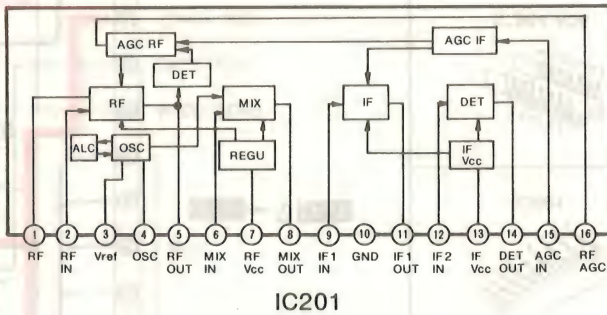 AGC RF
AGC IF
DET
RF
MIX
IF
DET
ALC
OSC
REGU
IF
Vcc
1 2 3 4 5 6 7 8 9 10 11 12 13 14 15 16
RF RF Vref OSC RF MIX RF MIX IF1 GND IF1 IF2 IF DET AGC RF
IN OUT IN Vcc OUT IN OUT IN Vcc OUT IN AGC
IC201